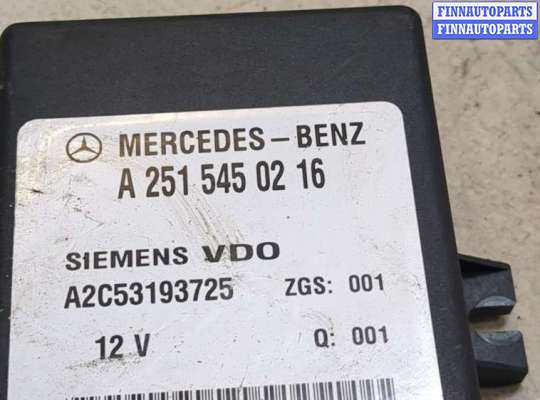 FINNAUTOPARTS
FINNAUTOPARTS
MERCEDES-BENZ
A 251 545 02 16
SIEMENS VDO
A2C53193725 ZGS: 001
12 V Q: 001